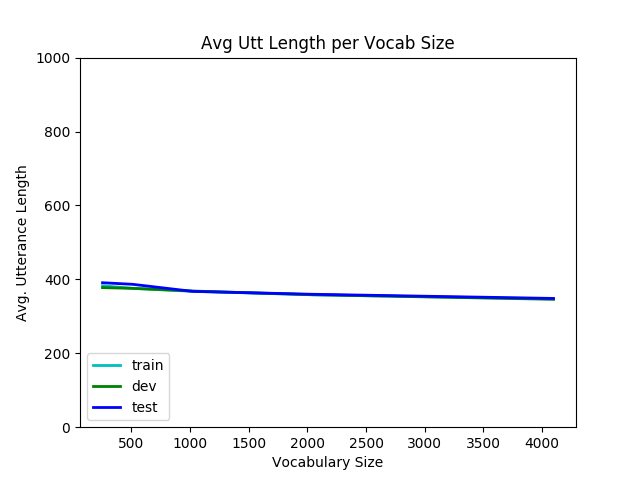 Avg Utt Length per Vocab Size
1000
800
600
400
200
0
Avg. Utterance Length
train
dev
test
500 1000 1500 2000 2500 3000 3500 4000
Vocabulary Size